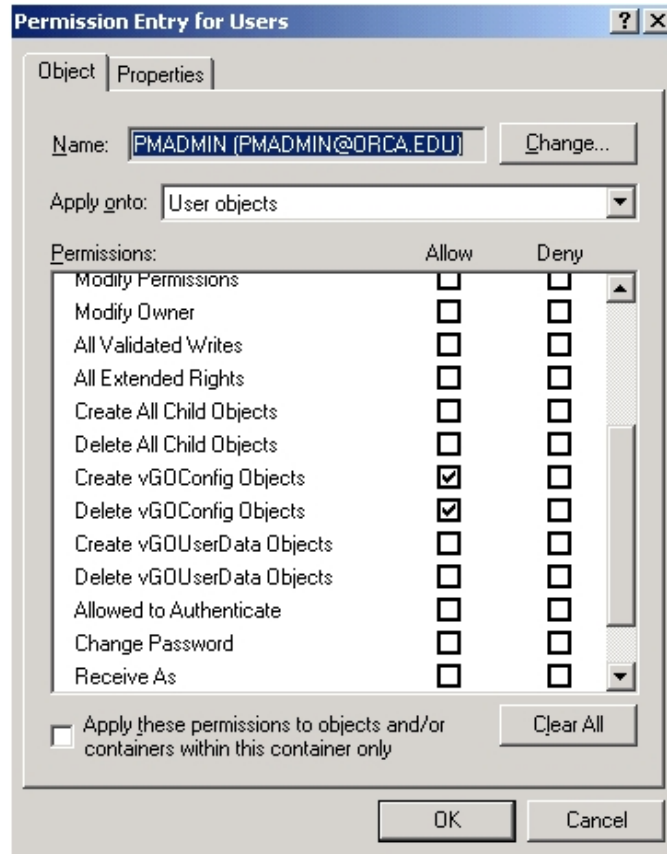 Permission Entry for Users
Object Properties
Name: PMADMIN (PMADMIN@ORCA.EDU) Change...
Apply onto: User objects
Permissions: Allow Deny
Modify Permissions
Modify Owner
All Validated Writes
All Extended Rights
Create All Child Objects
Delete All Child Objects
Create vGOConfig Objects
Delete vGOConfig Objects
Create vGOUserData Objects
Delete vGOUserData Objects
Allowed to Authenticate
Change Password
Receive As
Apply these permissions to objects and/or
containers within this container only
Clear All
OK Cancel